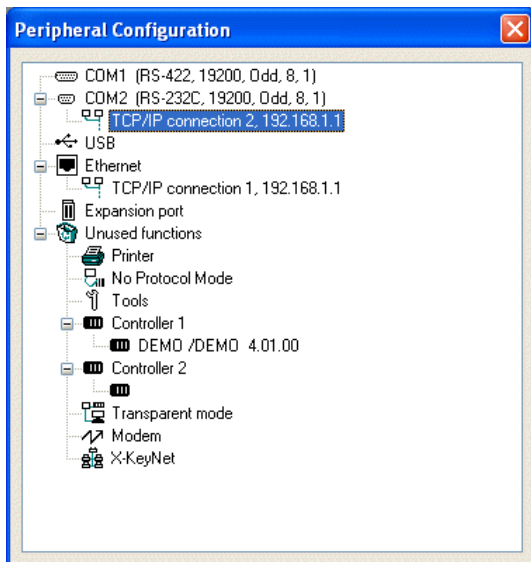 Peripheral Configuration
COM1 (RS-422, 19200, Odd, 8, 1)
COM2 (RS-232C, 19200, Odd, 8, 1)
TCP/IP connection 2, 192.168.1.1
USB
Ethernet
TCP/IP connection 1, 192.168.1.1
Expansion port
Unused functions
Printer
No Protocol Mode
Tools
Controller 1
DEMO /DEMO 4.01.00
Controller 2
Transparent mode
Modem
X-KeyNet